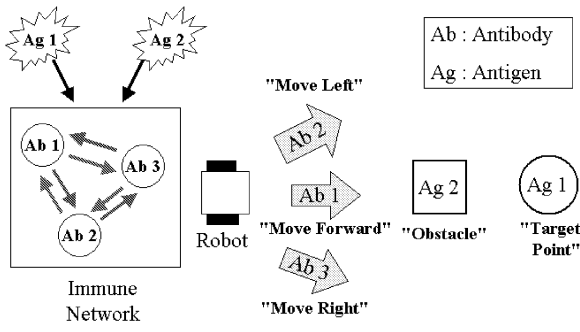 Ag 1
Ag 2
Ab : Antibody
Ag : Antigen
"Move Left"
Ab 2
Ab 1
Ab 3
Ab 2
Ab 1
Ag 2
Ag 1
Robot
"Move Forward"
"Obstacle"
"Target
Point"
Ab 3
"Move Right"
Immune
Network